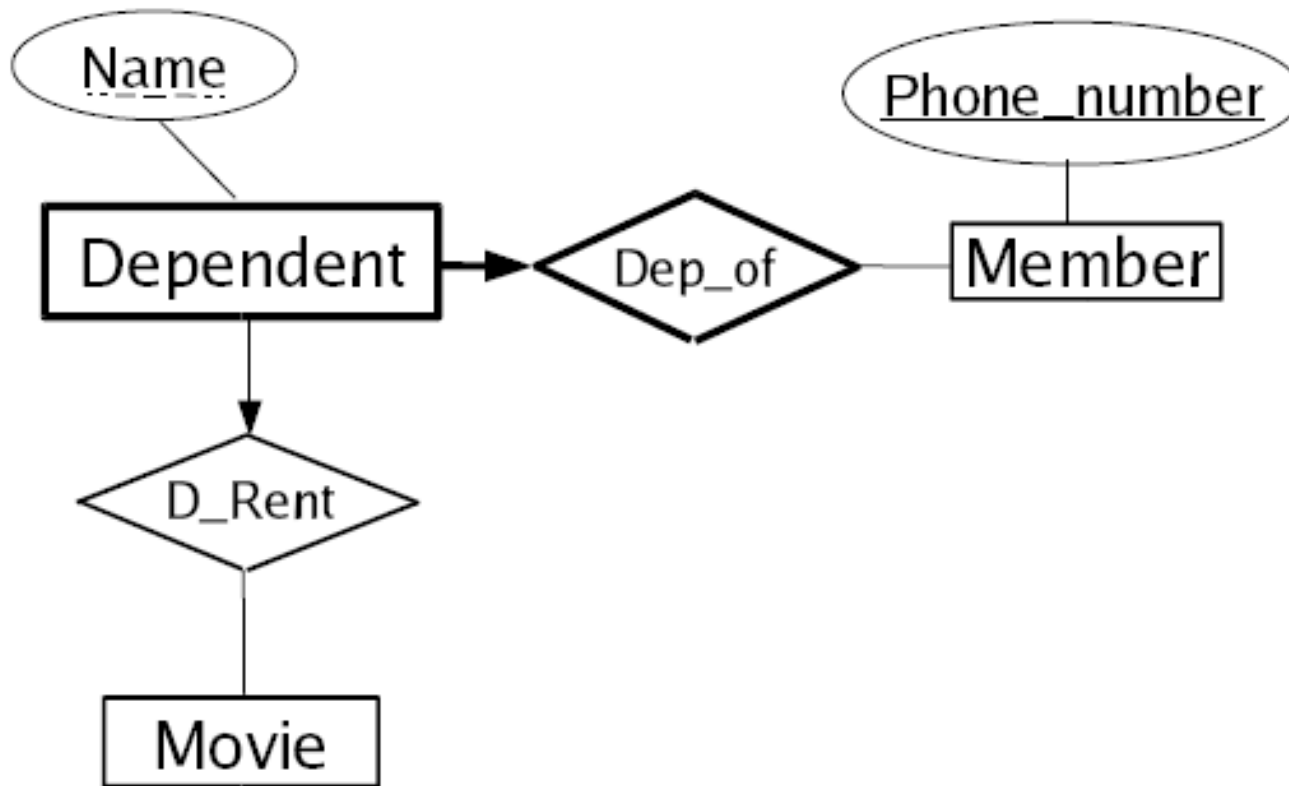 Name
Phone_number
Dependent
Dep_of
Member
D_Rent
Movie